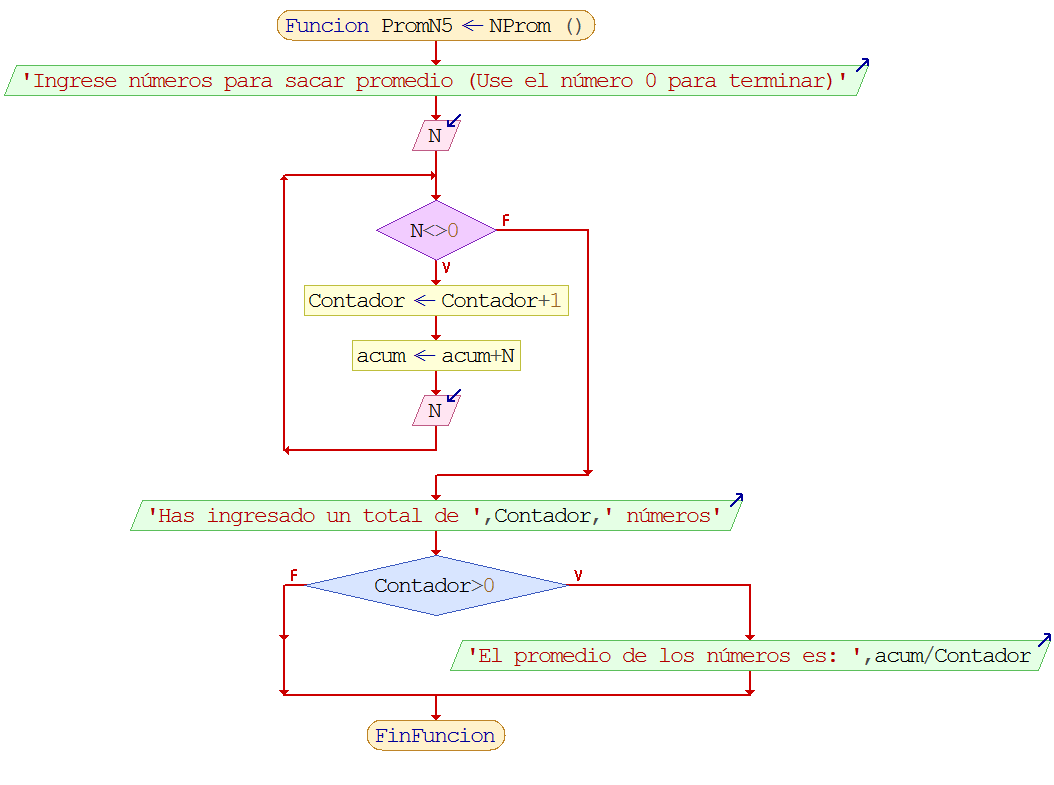 Funcion PromN5 ← NProm ()
'Ingrese números para sacar promedio (Use el número 0 para terminar)'
N
N<>0
F
V
Contador ← Contador+1
acum ← acum+N
N
'Has ingresado un total de ',Contador,' números'
F
Contador>0
V
'El promedio de los números es: ',acum/Contador
FinFuncion